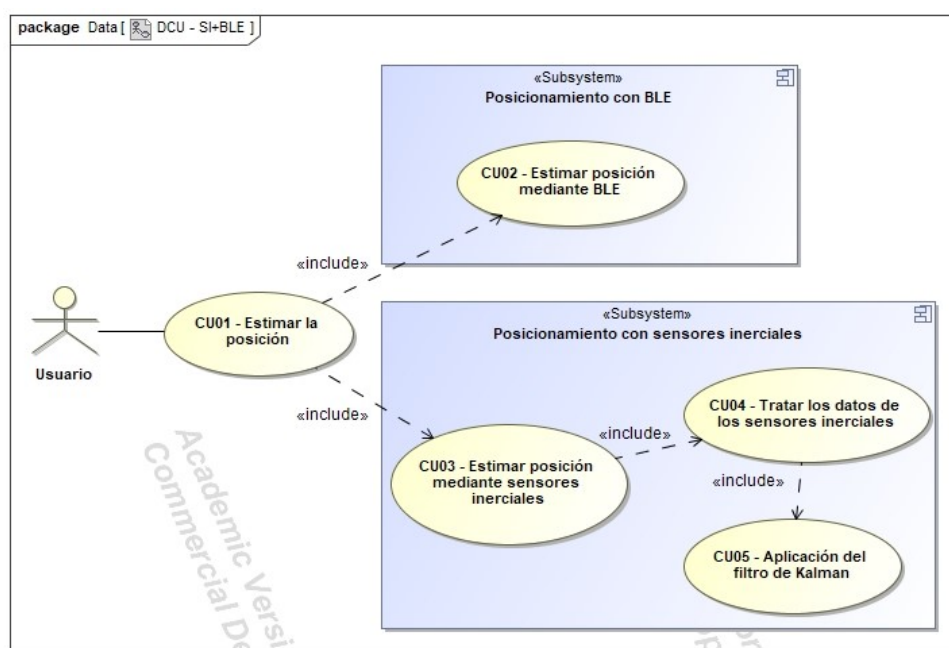 package Data [ DCU - SI+BLE ]
«Subsystem»
Posicionamiento con BLE
CU02 - Estimar posición
mediante BLE
«include»
CU01 - Estimar la
posición
Usuario
«include»
«Subsystem»
Posicionamiento con sensores inerciales
CU04 - Tratar los datos de
los sensores inerciales
«include»
CU03 - Estimar posición
mediante sensores
inerciales
«include»
CU05 - Aplicación del
filtro de Kalman
Academic Versi
Commercial De